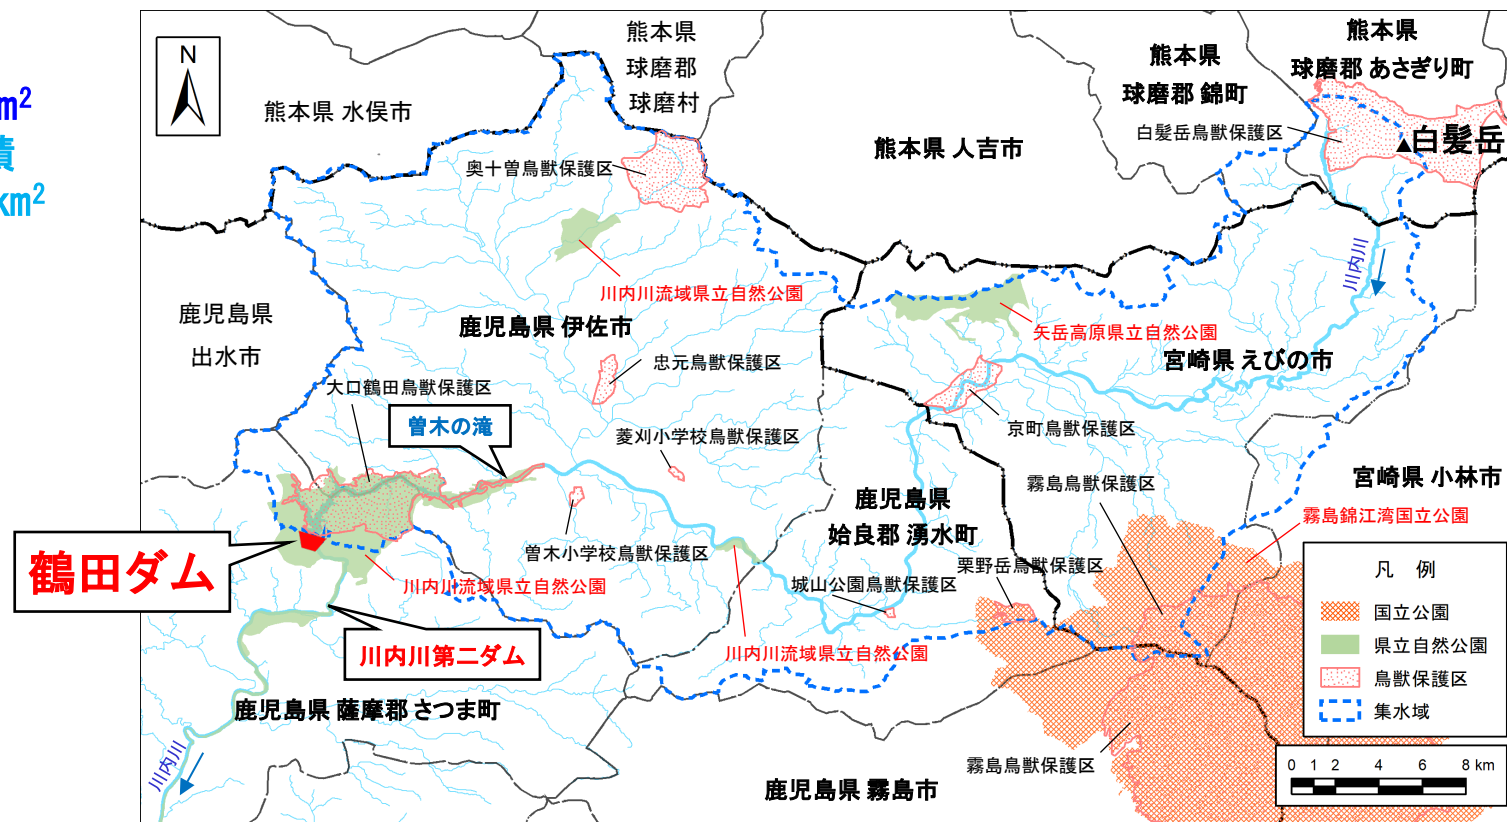 m²
積
km²
N
熊本県 水俣市
熊本県
球磨郡
球磨村
熊本県
球磨郡 錦町
熊本県
球磨郡 あさぎり町
白髪岳鳥獣保護区
▲白髪岳
熊本県 人吉市
奥十曽鳥獣保護区
川内川
川内川流域県立自然公園
鹿児島県
出水市
鹿児島県 伊佐市
矢岳高原県立自然公園
宮崎県 えびの市
忠元鳥獣保護区
大口鶴田鳥獣保護区
曽木の滝
菱刈小学校鳥獣保護区
京町鳥獣保護区
宮崎県 小林市
霧島鳥獣保護区
鹿児島県
姶良郡 湧水町
霧島錦江湾国立公園
曽木小学校鳥獣保護区
栗野岳鳥獣保護区
城山公園鳥獣保護区
鶴田ダム
川内川流域県立自然公園
川内川第二ダム
川内川流域県立自然公園
鹿児島県 薩摩郡 さつま町
川内川
霧島鳥獣保護区
鹿児島県 霧島市
凡 例
国立公園
県立自然公園
鳥獣保護区
集水域
0 1 2 4 6 8 km